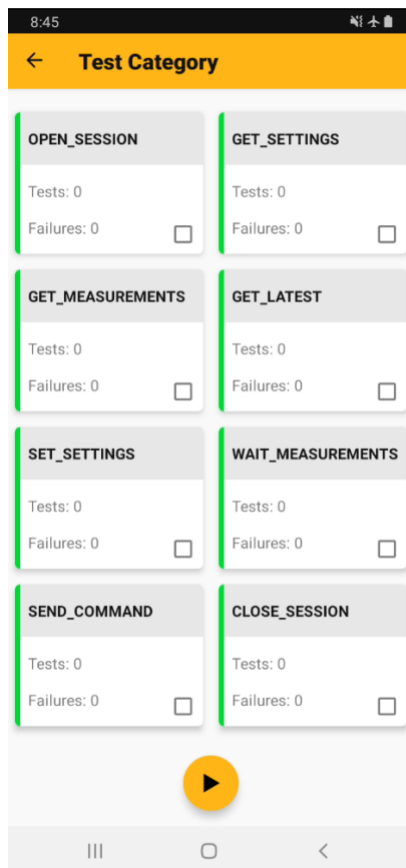 8:45
Test Category
OPEN_SESSION
GET_SETTINGS
Tests: 0
Tests: 0
Failures: 0
Failures: 0
GET_MEASUREMENTS
GET_LATEST
Tests: 0
Tests: 0
Failures: 0
Failures: 0
SET_SETTINGS
WAIT_MEASUREMENTS
Tests: 0
Tests: 0
Failures: 0
Failures: 0
SEND_COMMAND
CLOSE_SESSION
Tests: 0
Tests: 0
Failures: 0
Failures: 0